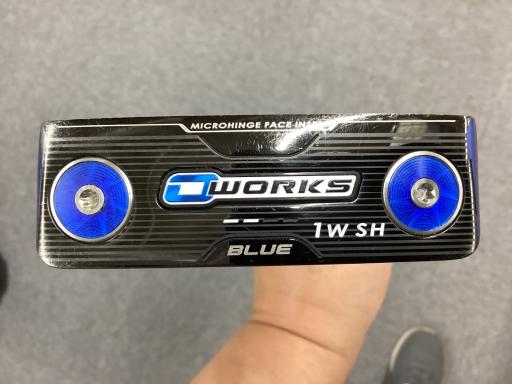 MICROHINGE FACE INSERT
O WORKS
1W SH
BLUE